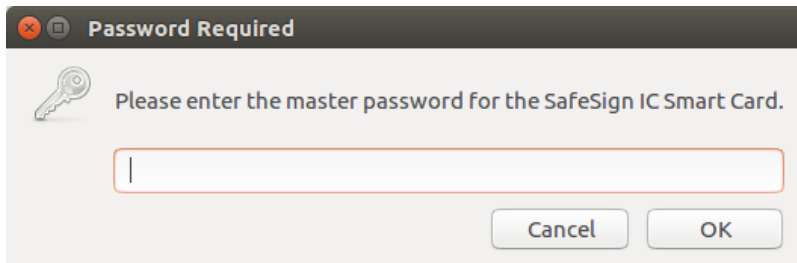 Password Required
Please enter the master password for the SafeSign IC Smart Card.
Cancel OK